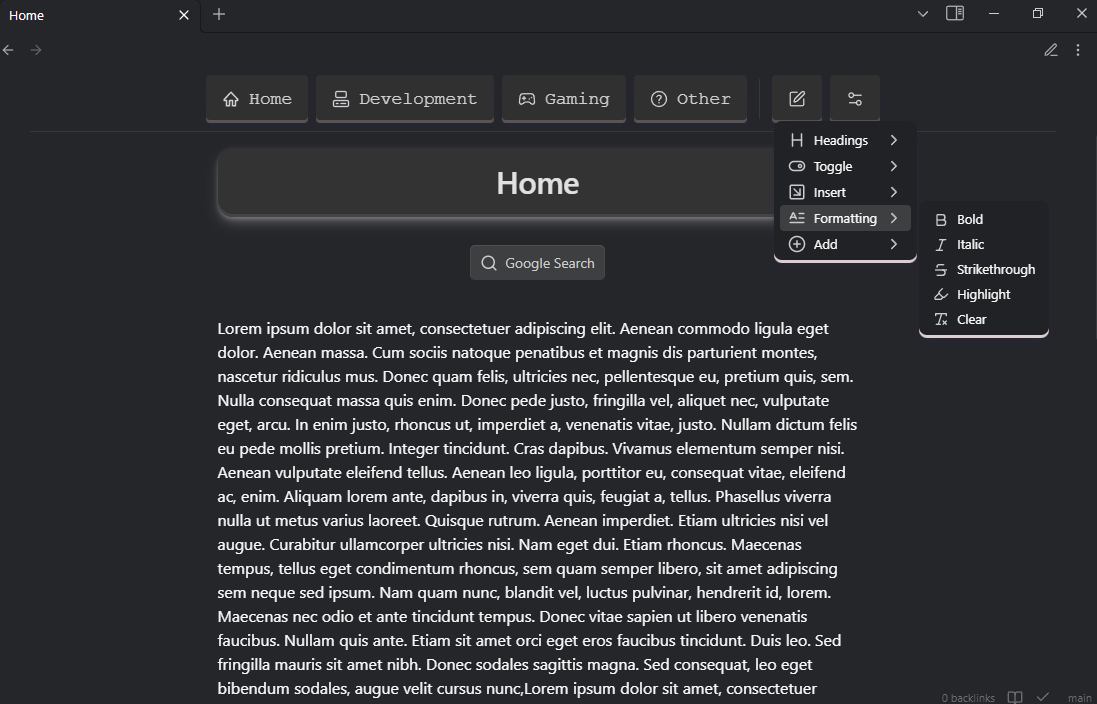 Home
Home
Development
Gaming
Other
Headings
Toggle
Insert
Formatting
Add
Bold
Italic
Strikethrough
Highlight
Clear
Home
Google Search
Lorem ipsum dolor sit amet, consectetuer adipiscing elit. Aenean commodo ligula eget
dolor. Aenean massa. Cum sociis natoque penatibus et magnis dis parturient montes,
nascetur ridiculus mus. Donec quam felis, ultricies nec, pellentesque eu, pretium quis, sem.
Nulla consequat massa quis enim. Donec pede justo, fringilla vel, aliquet nec, vulputate
eget, arcu. In enim justo, rhoncus ut, imperdiet a, venenatis vitae, justo. Nullam dictum felis
eu pede mollis pretium. Integer tincidunt. Cras dapibus. Vivamus elementum semper nisi.
Aenean vulputate eleifend tellus. Aenean leo ligula, porttitor eu, consequat vitae, eleifend
ac, enim. Aliquam lorem ante, dapibus in, viverra quis, feugiat a, tellus. Phasellus viverra
nulla ut metus varius laoreet. Quisque rutrum. Aenean imperdiet. Etiam ultricies nisi vel
augue. Curabitur ullamcorper ultricies nisi. Nam eget dui. Etiam rhoncus. Maecenas
tempus, tellus eget condimentum rhoncus, sem quam semper libero, sit amet adipiscing
sem neque sed ipsum. Nam quam nunc, blandit vel, luctus pulvinar, hendrerit id, lorem.
Maecenas nec odio et ante tincidunt tempus. Donec vitae sapien ut libero venenatis
faucibus. Nullam quis ante. Etiam sit amet orci eget eros faucibus tincidunt. Duis leo. Sed
fringilla mauris sit amet nibh. Donec sodales sagittis magna. Sed consequat, leo eget
bibendum sodales, augue velit cursus nunc,Lorem ipsum dolor sit amet, consectetuer
0 backlinks
main